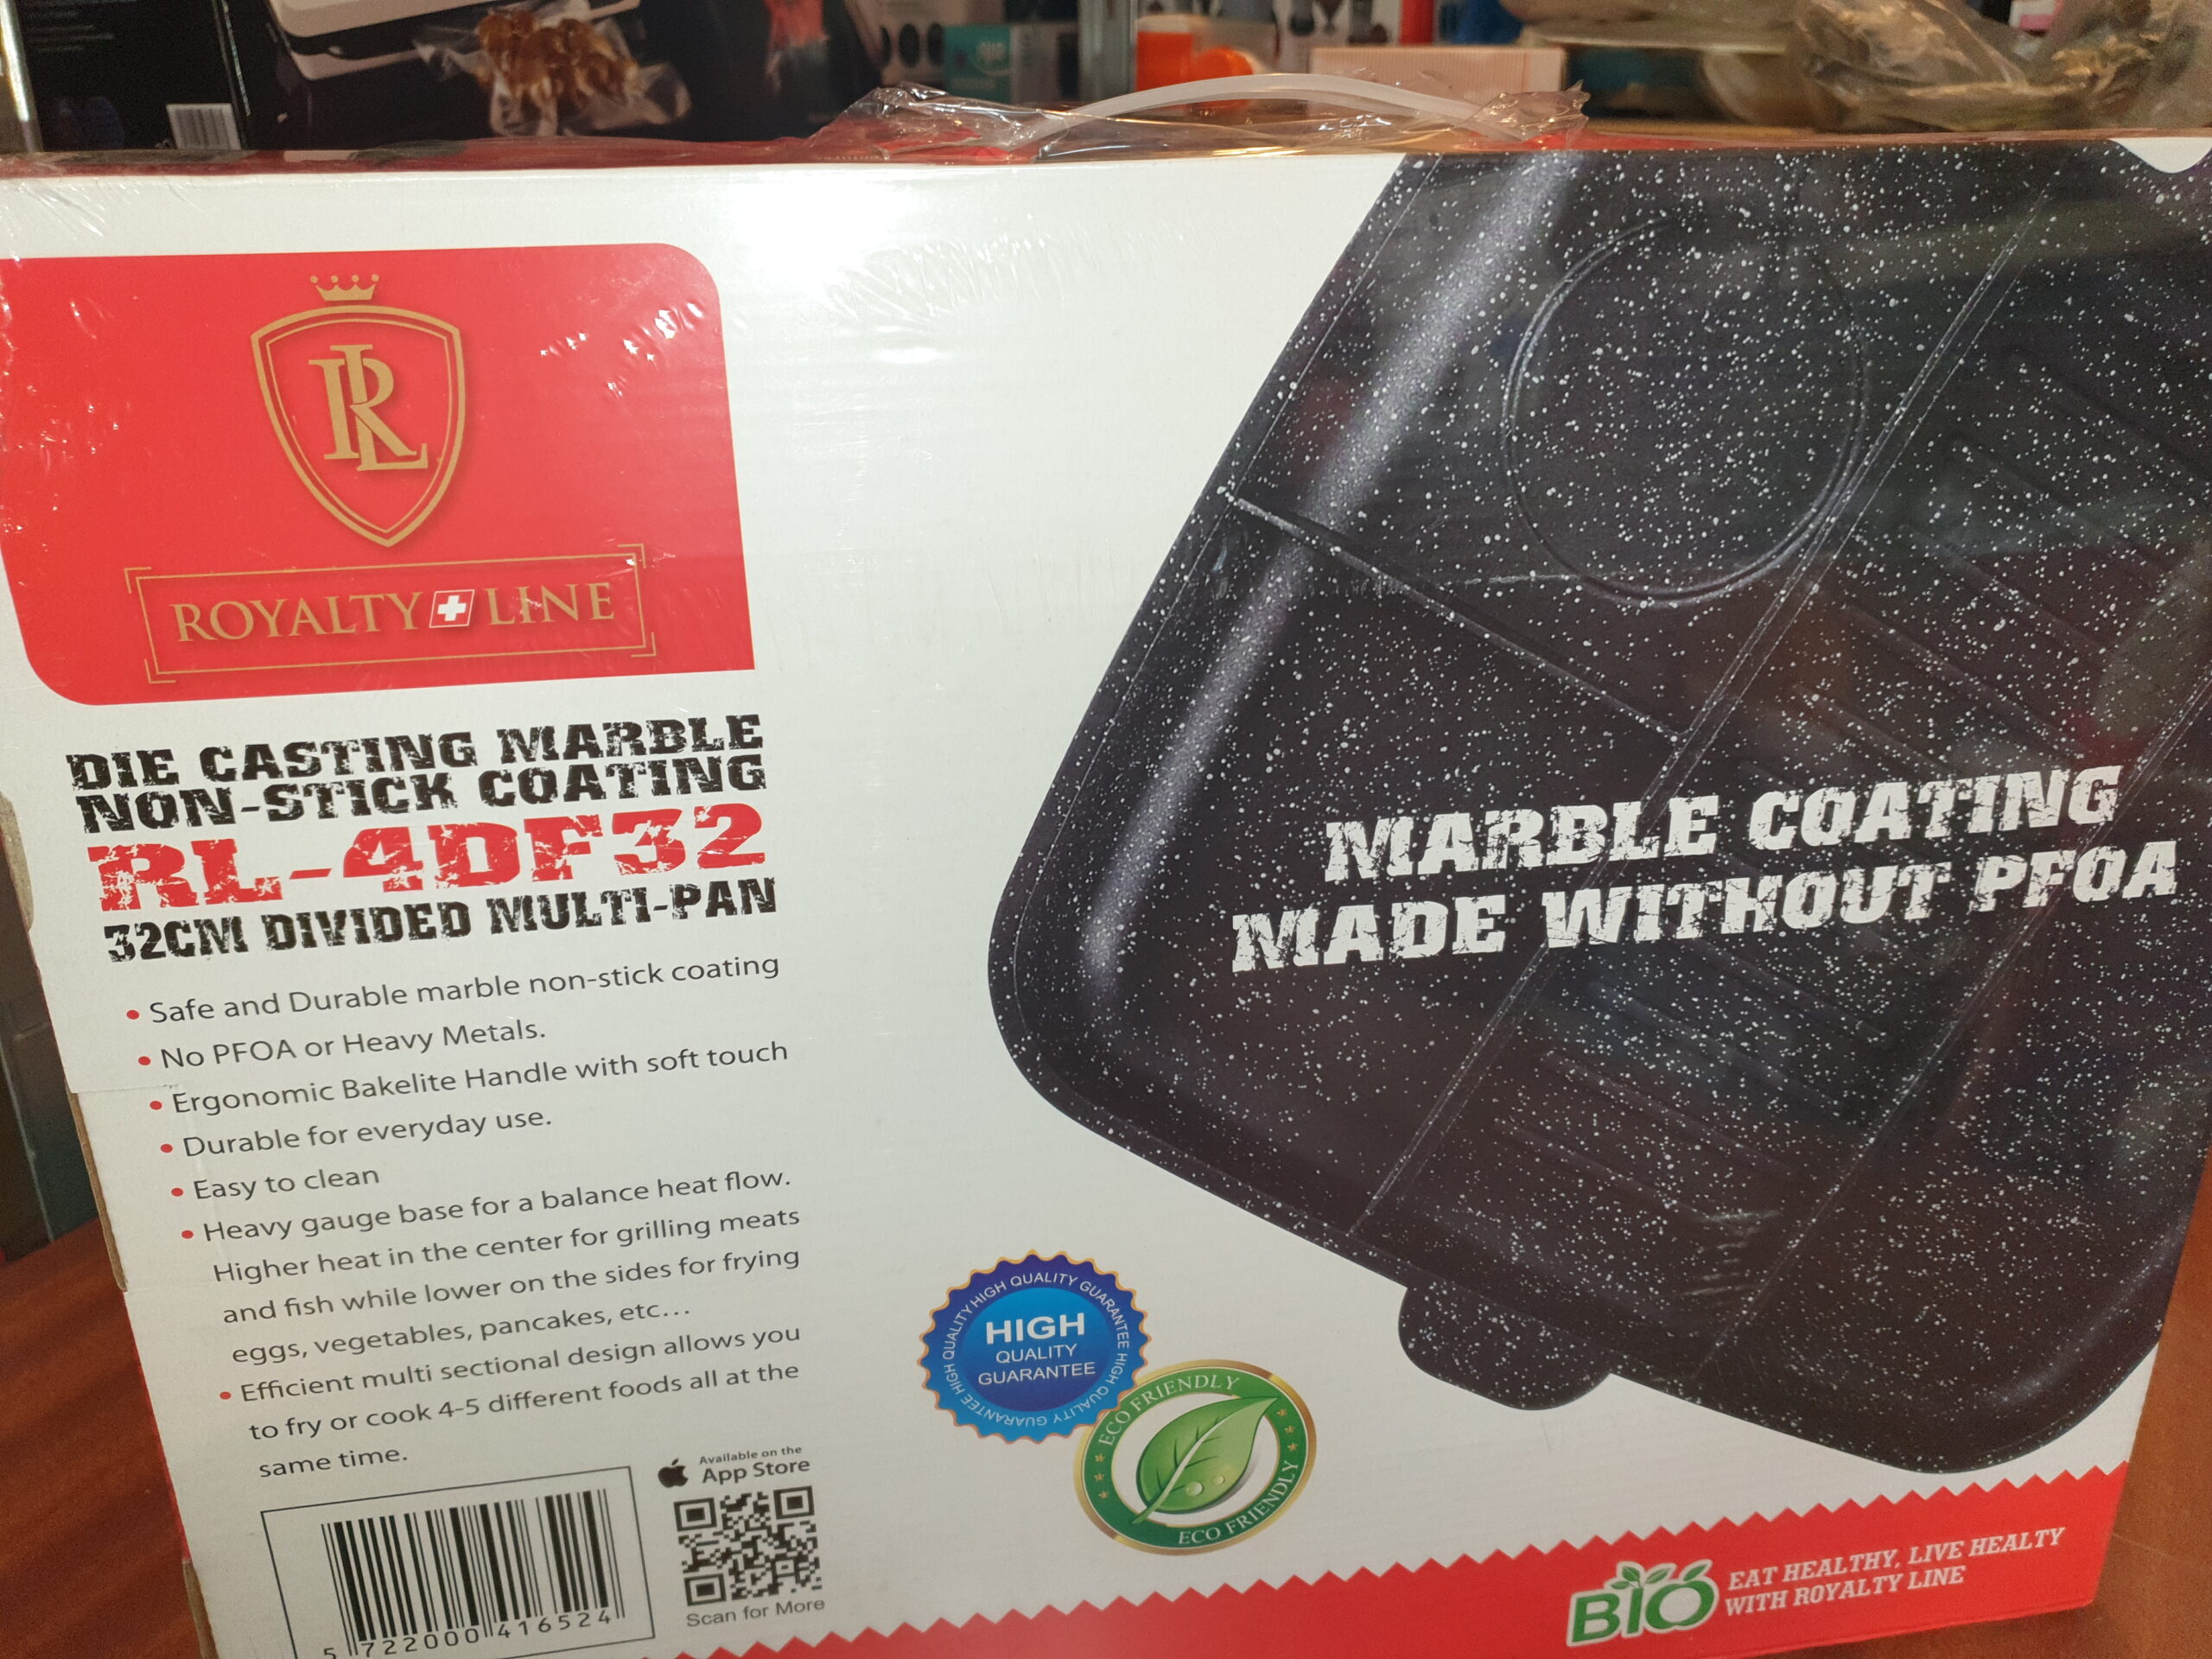 RL
ROYALTY LINE
DIE CASTING MARBLE
NON-STICK COATING
RL-4DF32
32CM DIVIDED MULTI-PAN
• Safe and Durable marble non-stick coating
• No PFOA or Heavy Metals.
• Ergonomic Bakelite Handle with soft touch
• Durable for everyday use.
• Easy to clean
• Heavy gauge base for a balance heat flow.
Higher heat in the center for grilling meats
and fish while lower on the sides for frying
eggs, vegetables, pancakes, etc...
• Efficient multi sectional design allows you
to fry or cook 4-5 different foods all at the
same time.
5 722000 416524
Available on the
App Store
Scan for More
MARBLE COATING
MADE WITHOUT PFOA
HIGH QUALITY GUARANTEE HIGH QUALITY GUARANTEE HIGH QUALITY
HIGH
QUALITY
GUARANTEE
ECO FRIENDLY
ECO FRIENDLY
BIO
EAT HEALTHY, LIVE HEALTY
WITH ROYALTY LINE